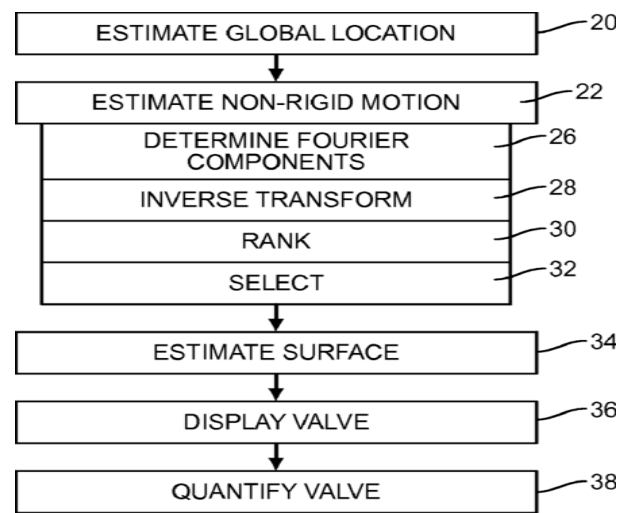 ESTIMATE GLOBAL LOCATION 20
ESTIMATE NON-RIGID MOTION 22
DETERMINE FOURIER
COMPONENTS 26
INVERSE TRANSFORM 28
RANK 30
SELECT 32
ESTIMATE SURFACE 34
DISPLAY VALVE 36
QUANTIFY VALVE 38